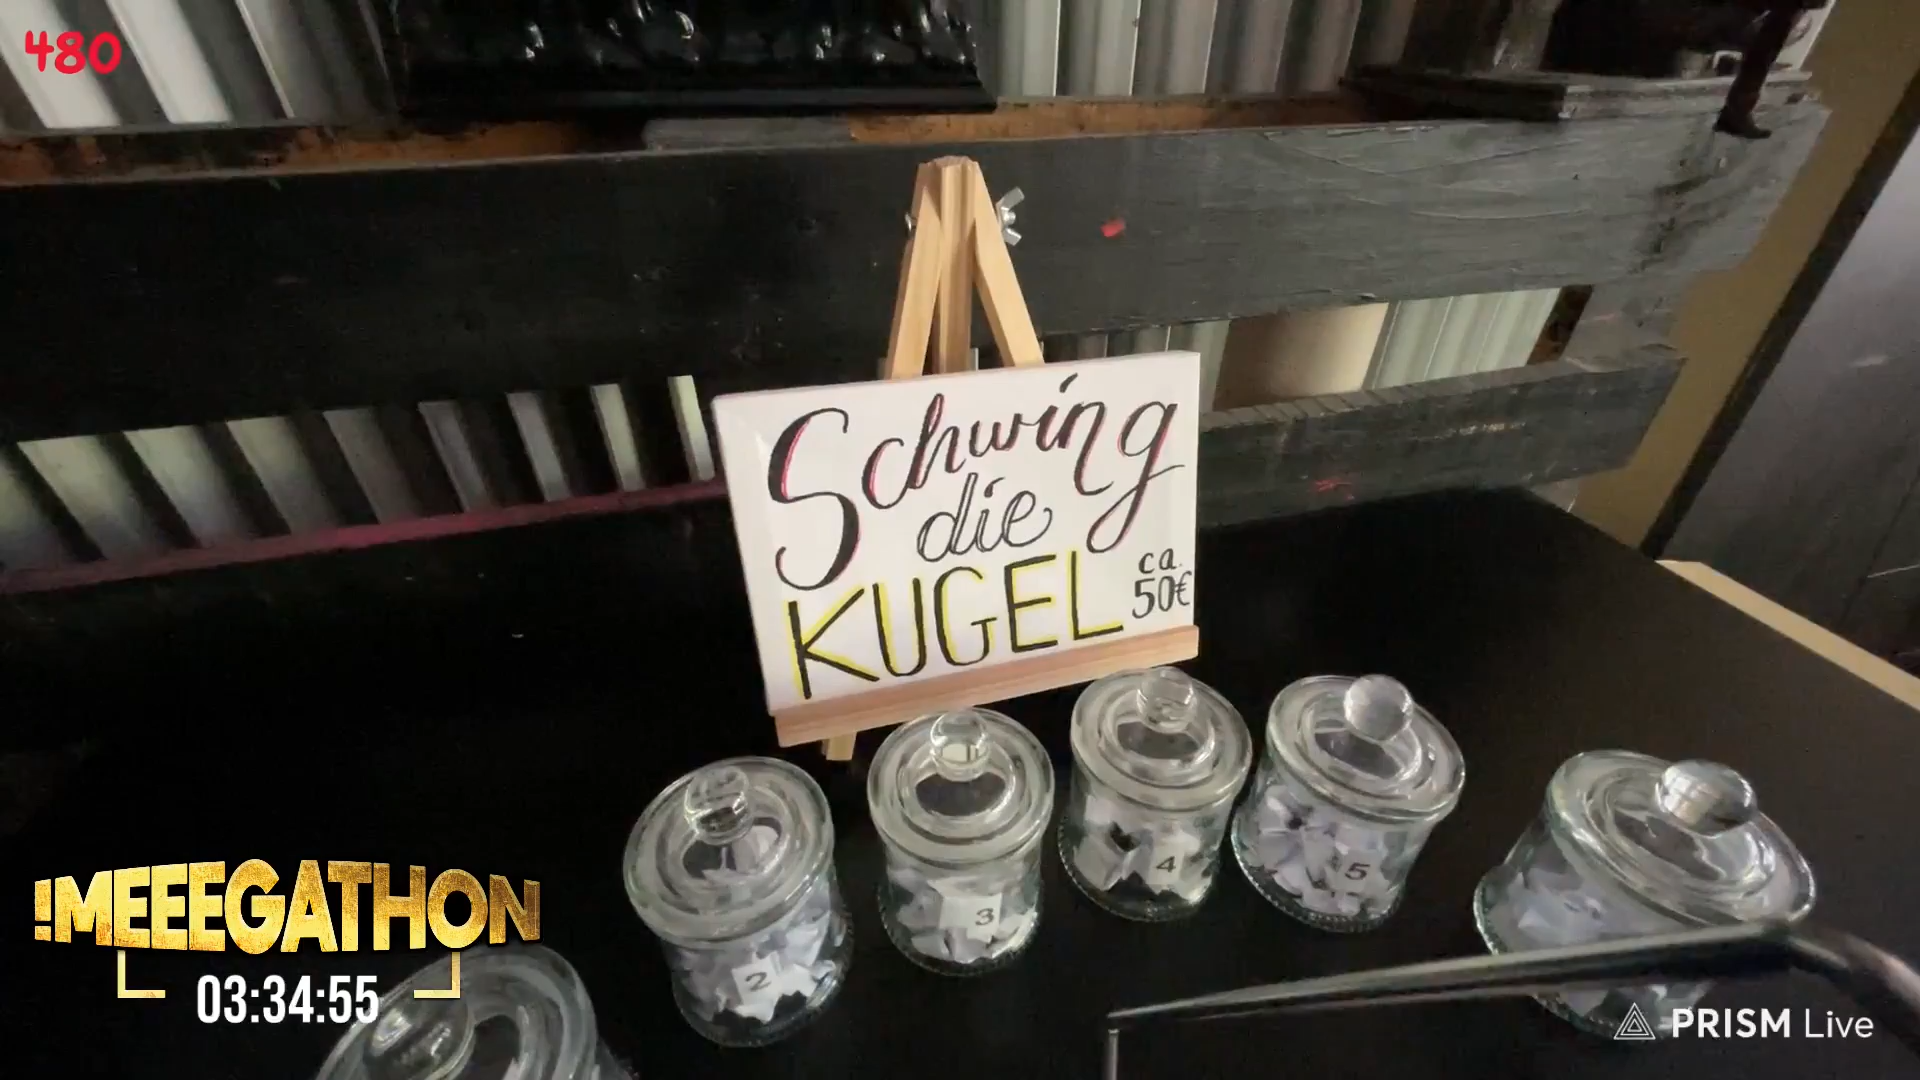 480
Schwing
die
KUGEL
ca.
50€
2
3
4
5
!MEEEGATHON
03:34:55
PRISM Live